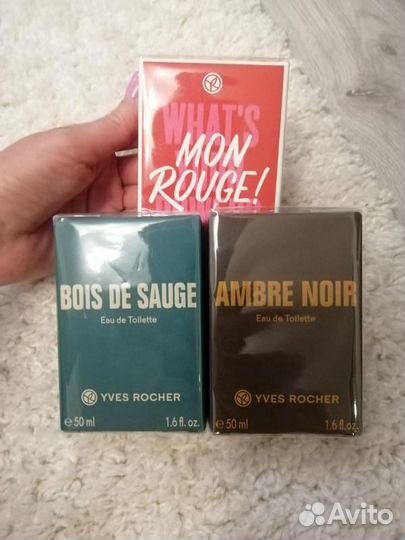 WHAT'S
MON
ROUGE!
BOIS DE SAUGE
Eau de Toilette
YVES ROCHER
e 50 ml 1.6 fl. oz.
AMBRE NOIR
Eau de Toilette
YVES ROCHER
e 50 ml 1.6 fl. oz.
Avito